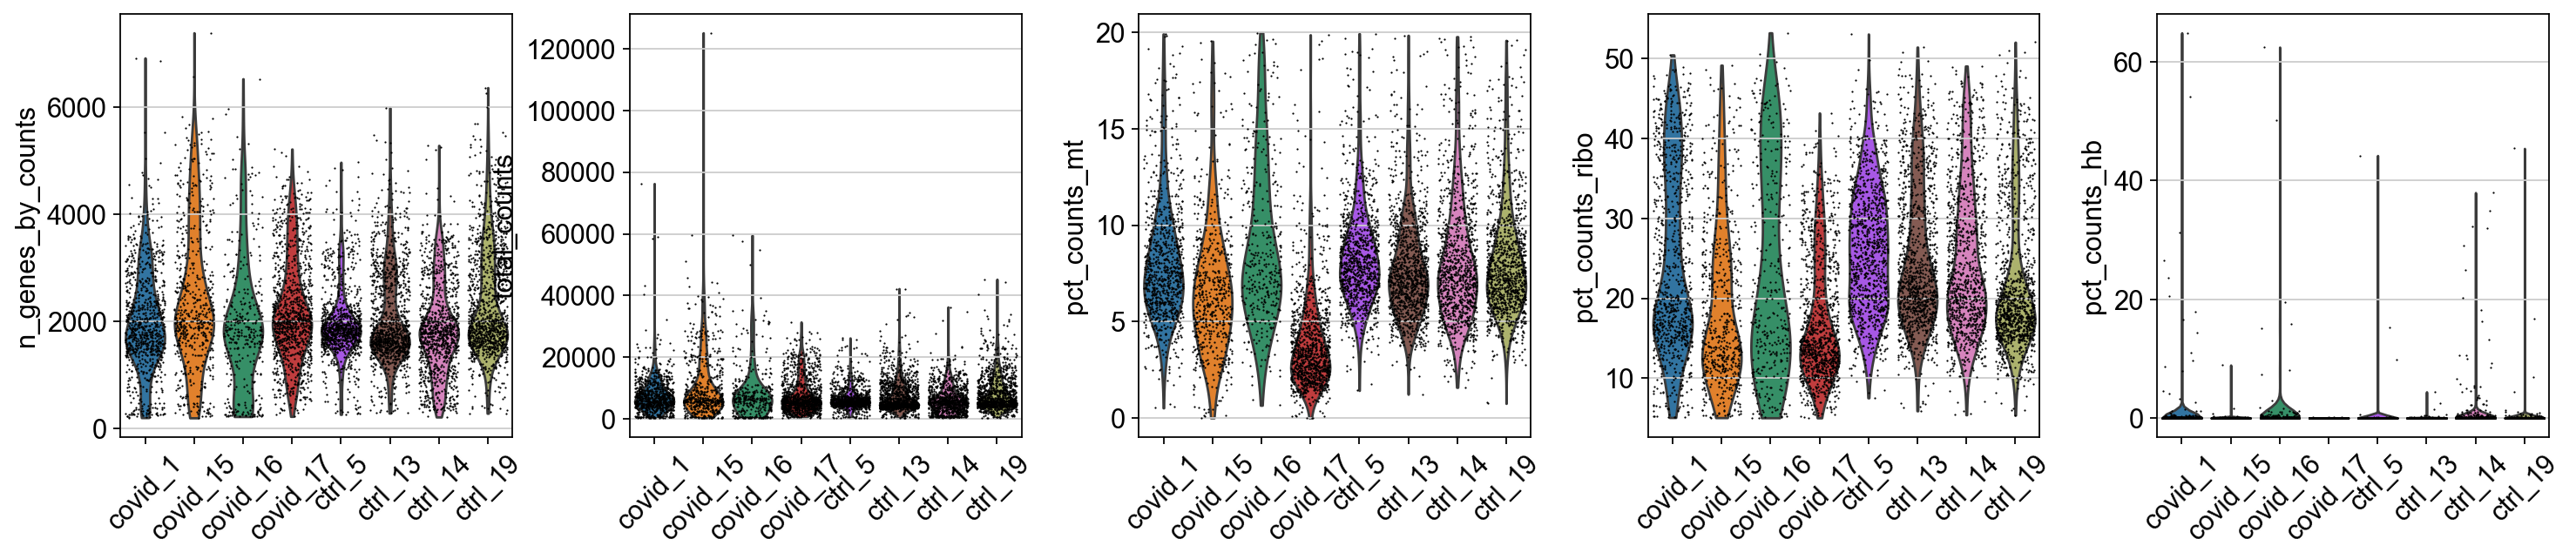 n_genes_by_counts
6000
4000
2000
0
covid_1
covid_15
covid_16
covid_17
ctrl_5
ctrl_13
ctrl_14
ctrl_19
total_counts
120000
100000
80000
60000
40000
20000
0
covid_1
covid_15
covid_16
covid_17
ctrl_5
ctrl_13
ctrl_14
ctrl_19
pct_counts_mt
20
15
10
5
0
covid_1
covid_15
covid_16
covid_17
ctrl_5
ctrl_13
ctrl_14
ctrl_19
pct_counts_ribo
50
40
30
20
10
covid_1
covid_15
covid_16
covid_17
ctrl_5
ctrl_13
ctrl_14
ctrl_19
pct_counts_hb
60
40
20
0
covid_1
covid_15
covid_16
covid_17
ctrl_5
ctrl_13
ctrl_14
ctrl_19